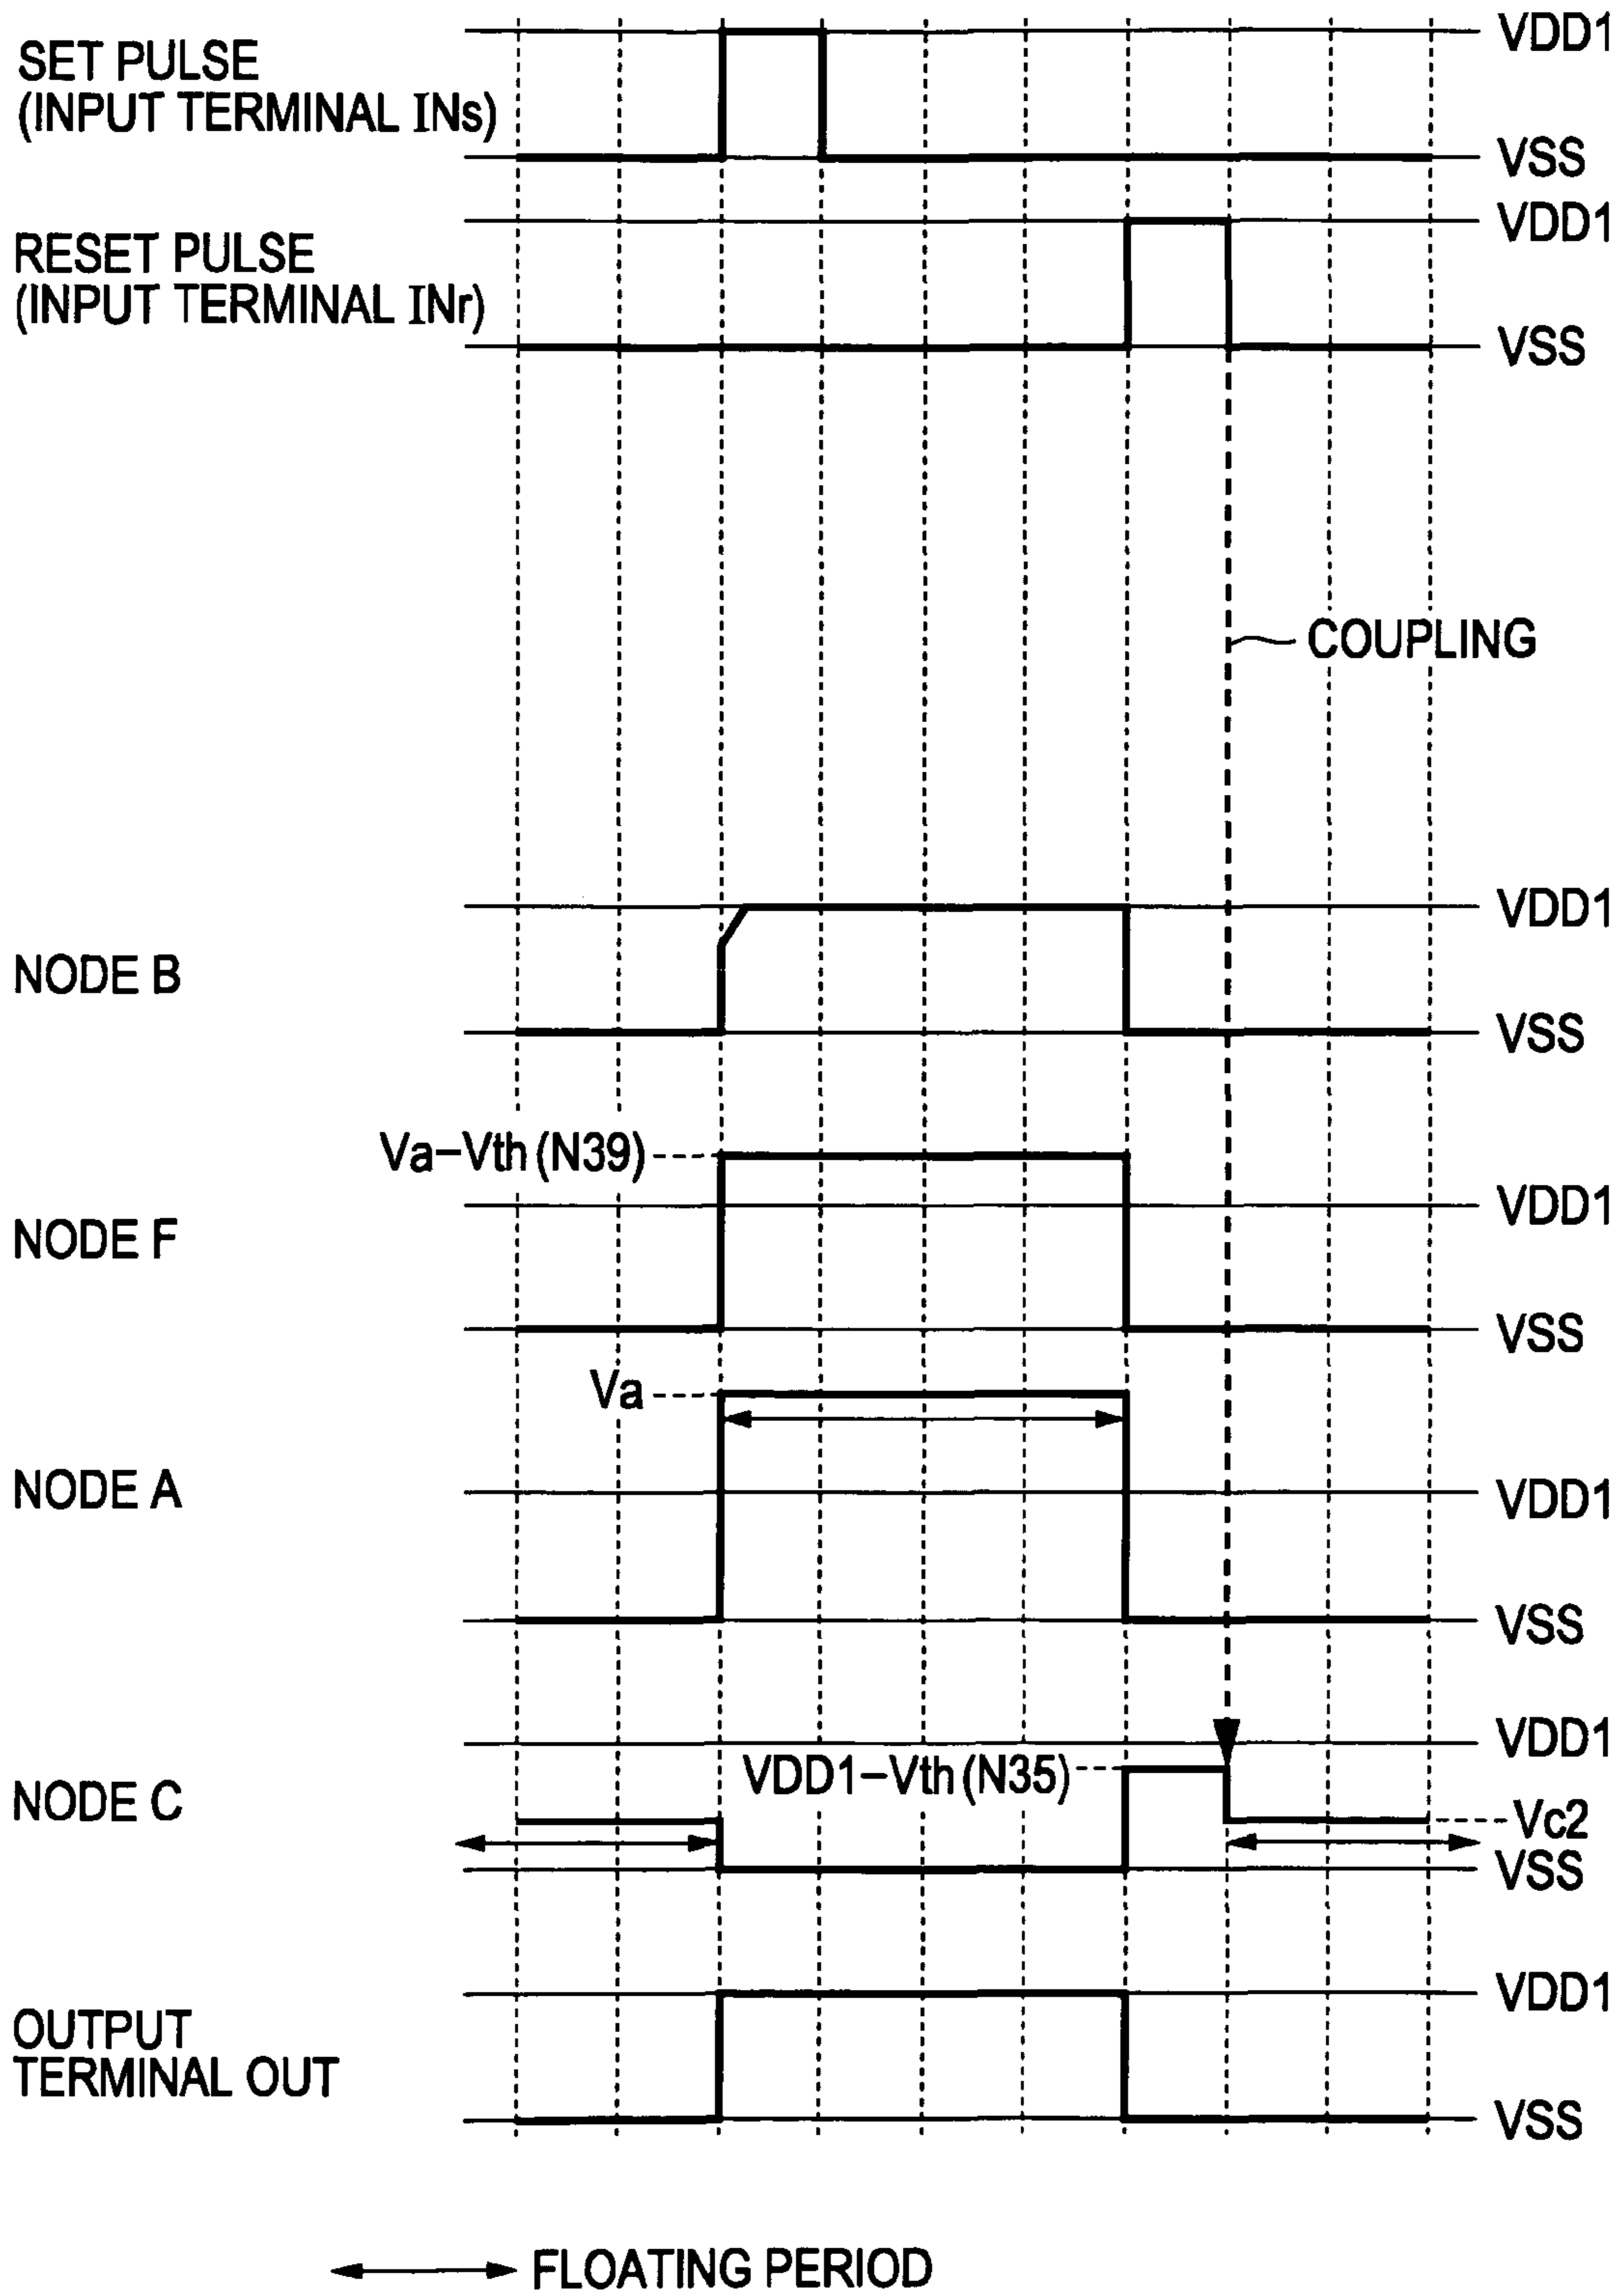 SET PULSE
(INPUT TERMINAL INs)
VDD1
VSS
RESET PULSE
(INPUT TERMINAL INr)
VDD1
VSS
COUPLING
NODE B
VDD1
VSS
Va−Vth (N39)
NODE F
VDD1
VSS
Va
NODE A
VDD1
VSS
VDD1
VDD1−Vth (N35)
NODE C
Vc2
VSS
OUTPUT
TERMINAL OUT
VDD1
VSS
FLOATING PERIOD